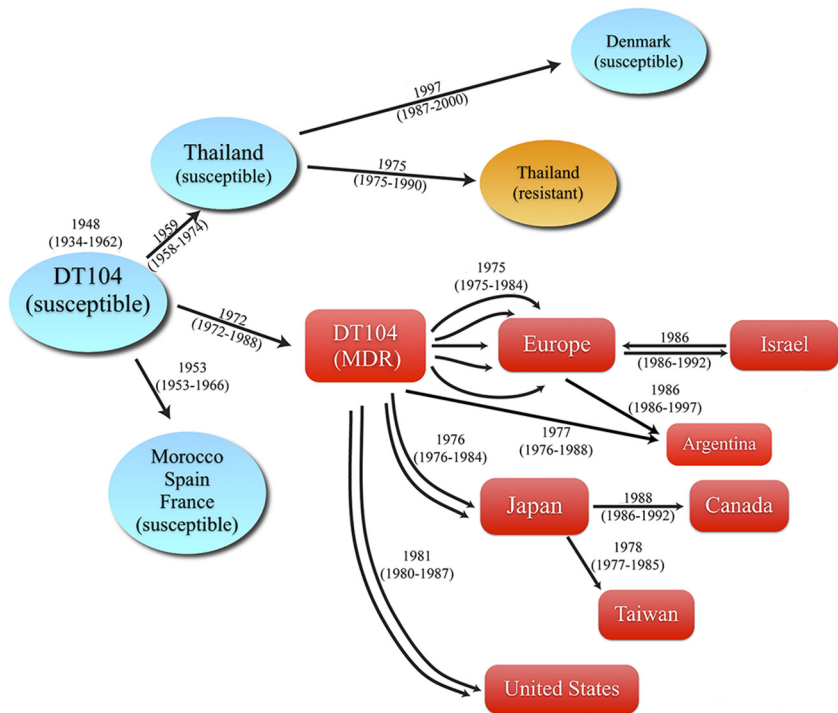 Denmark
(susceptible)
1997
(1987-2000)
Thailand
(susceptible)
1975
(1975-1990)
Thailand
(resistant)
1948
(1934-1962)
1959
(1958-1974)
DT104
(susceptible)
1972
(1972-1988)
1975
(1975-1984)
DT104
(MDR)
Europe
1986
(1986-1992)
Israel
1953
(1953-1966)
1986
(1986-1997)
1977
(1976-1988)
Argentina
1976
(1976-1984)
Morocco
Spain
France
(susceptible)
Japan
1988
(1986-1992)
Canada
1978
(1977-1985)
1981
(1980-1987)
Taiwan
United States